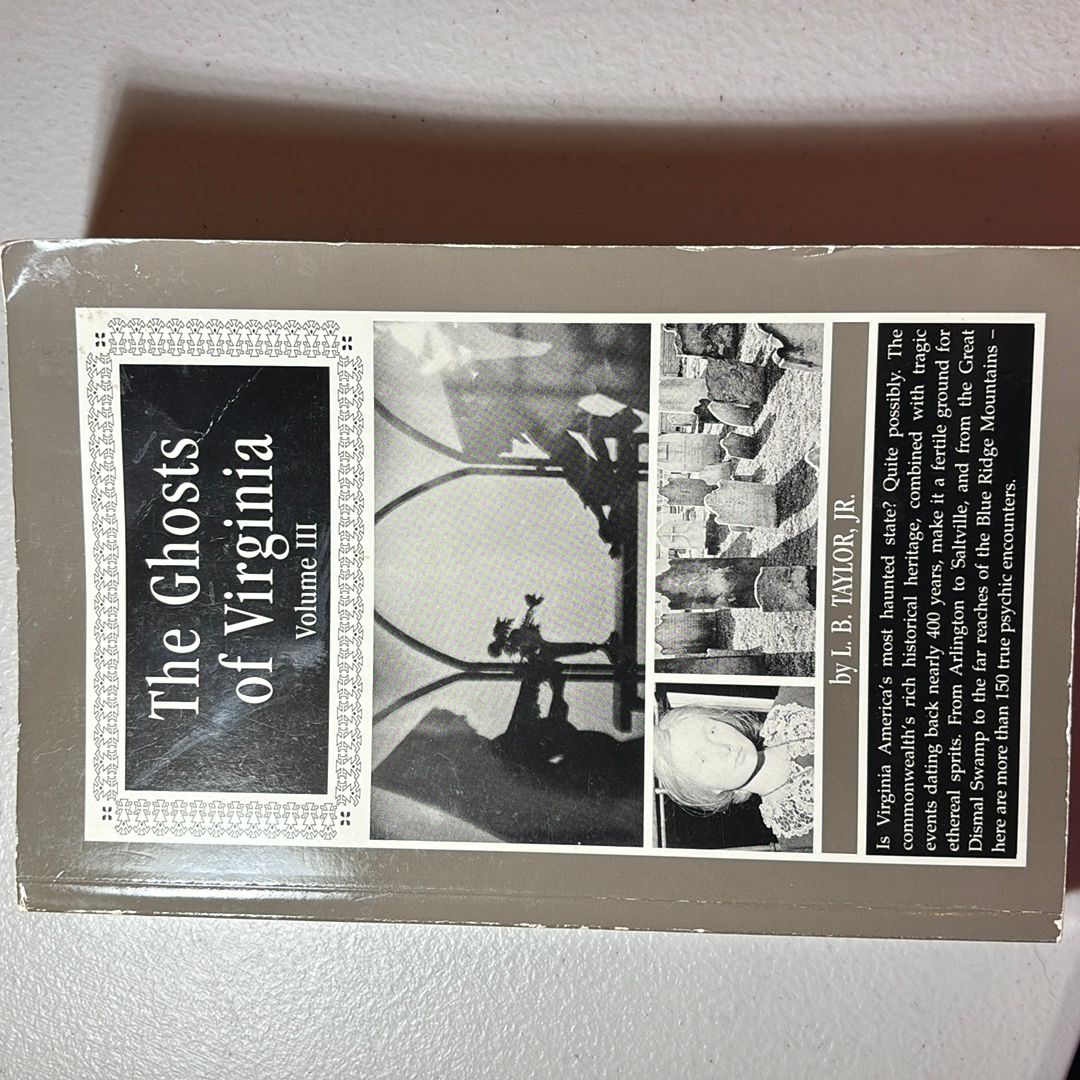 The Ghosts
of Virginia
Volume III
by L. B. TAYLOR, JR.
Is Virginia America's most haunted state? Quite possibly. The
commonwealth's rich historical heritage, combined with tragic
events dating back nearly 400 years, make it a fertile ground for
ethereal sprits. From Arlington to Saltville, and from the Great
Dismal Swamp to the far reaches of the Blue Ridge Mountains –
here are more than 150 true psychic encounters.